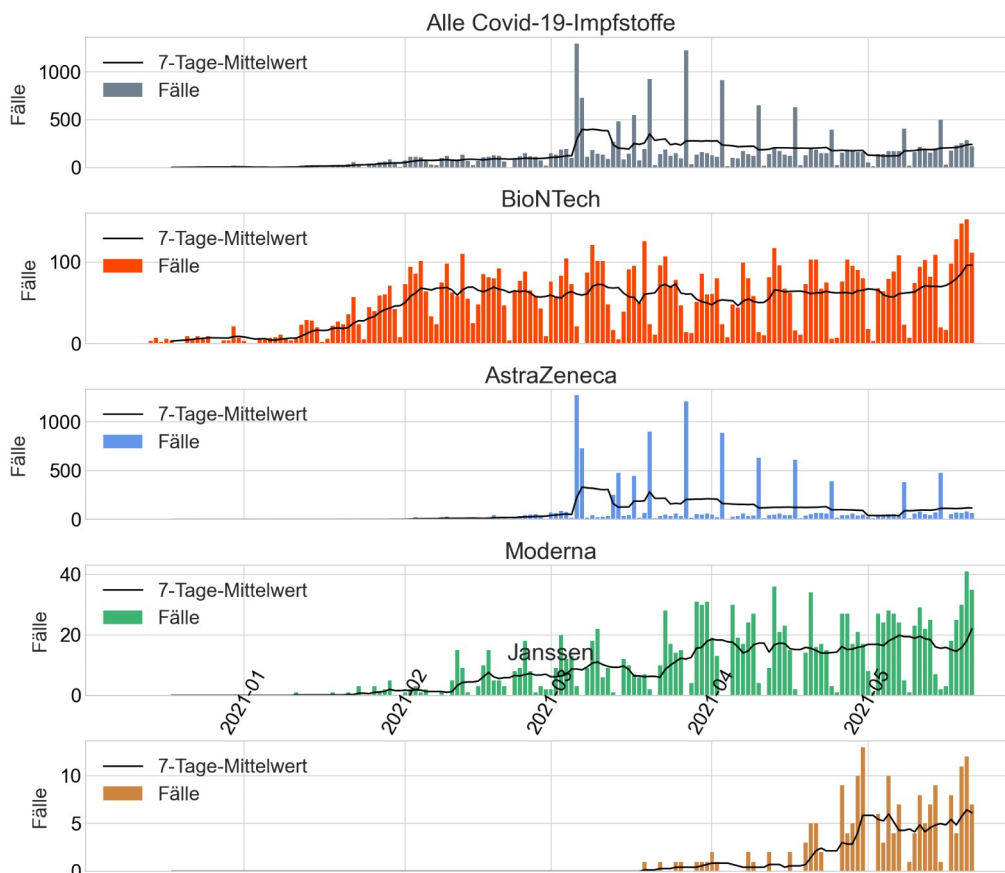 Alle Covid-19-Impfstoffe
Fälle
1000
500
0
7-Tage-Mittelwert
Fälle
BioNTech
Fälle
100
0
7-Tage-Mittelwert
Fälle
AstraZeneca
Fälle
1000
500
0
7-Tage-Mittelwert
Fälle
Moderna
Fälle
40
20
0
7-Tage-Mittelwert
Fälle
Janssen
2021-01
2021-02
2021-03
2021-04
2021-05
Fälle
10
5
0
7-Tage-Mittelwert
Fälle